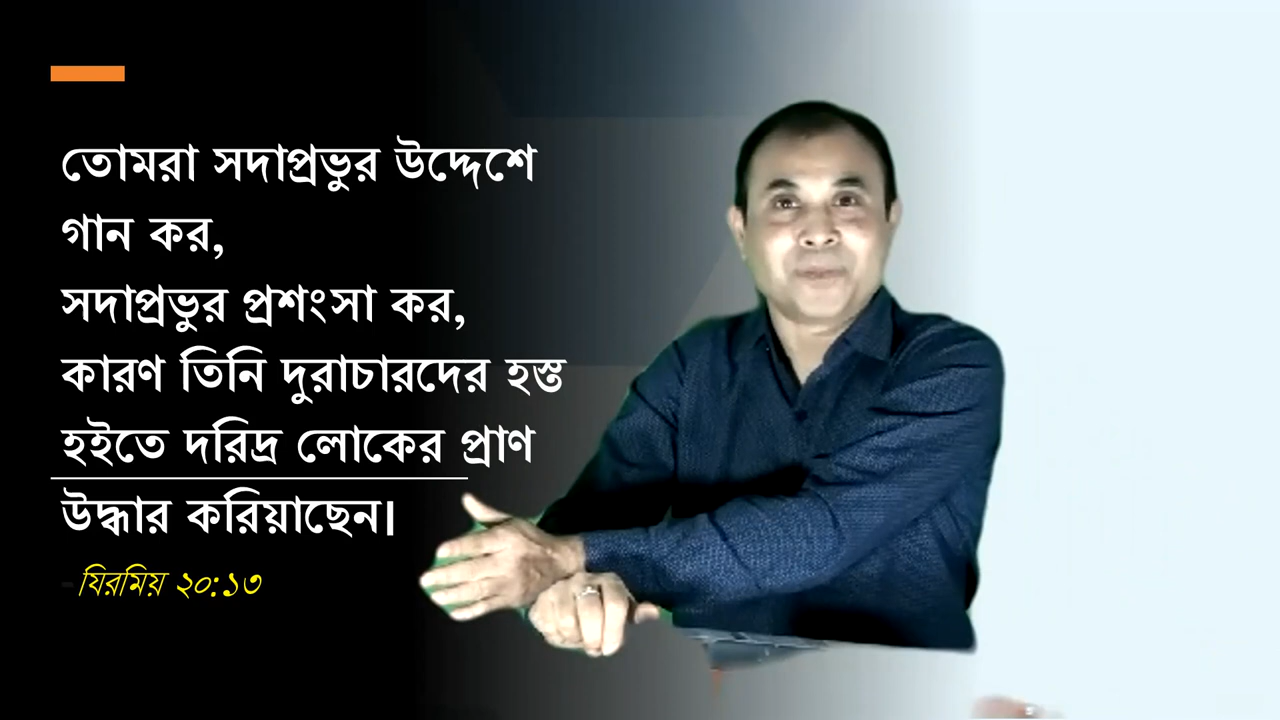 তোমরা সদাপ্রভুর উদ্দেশে
গান কর,
সদাপ্রভুর প্রশংসা কর,
কারণ তিনি দুরাচারদের হস্ত
হইতে দরিদ্র লোকের প্রাণ
উদ্ধার করিয়াছেন।
- যিরমিয় ২০:১৩